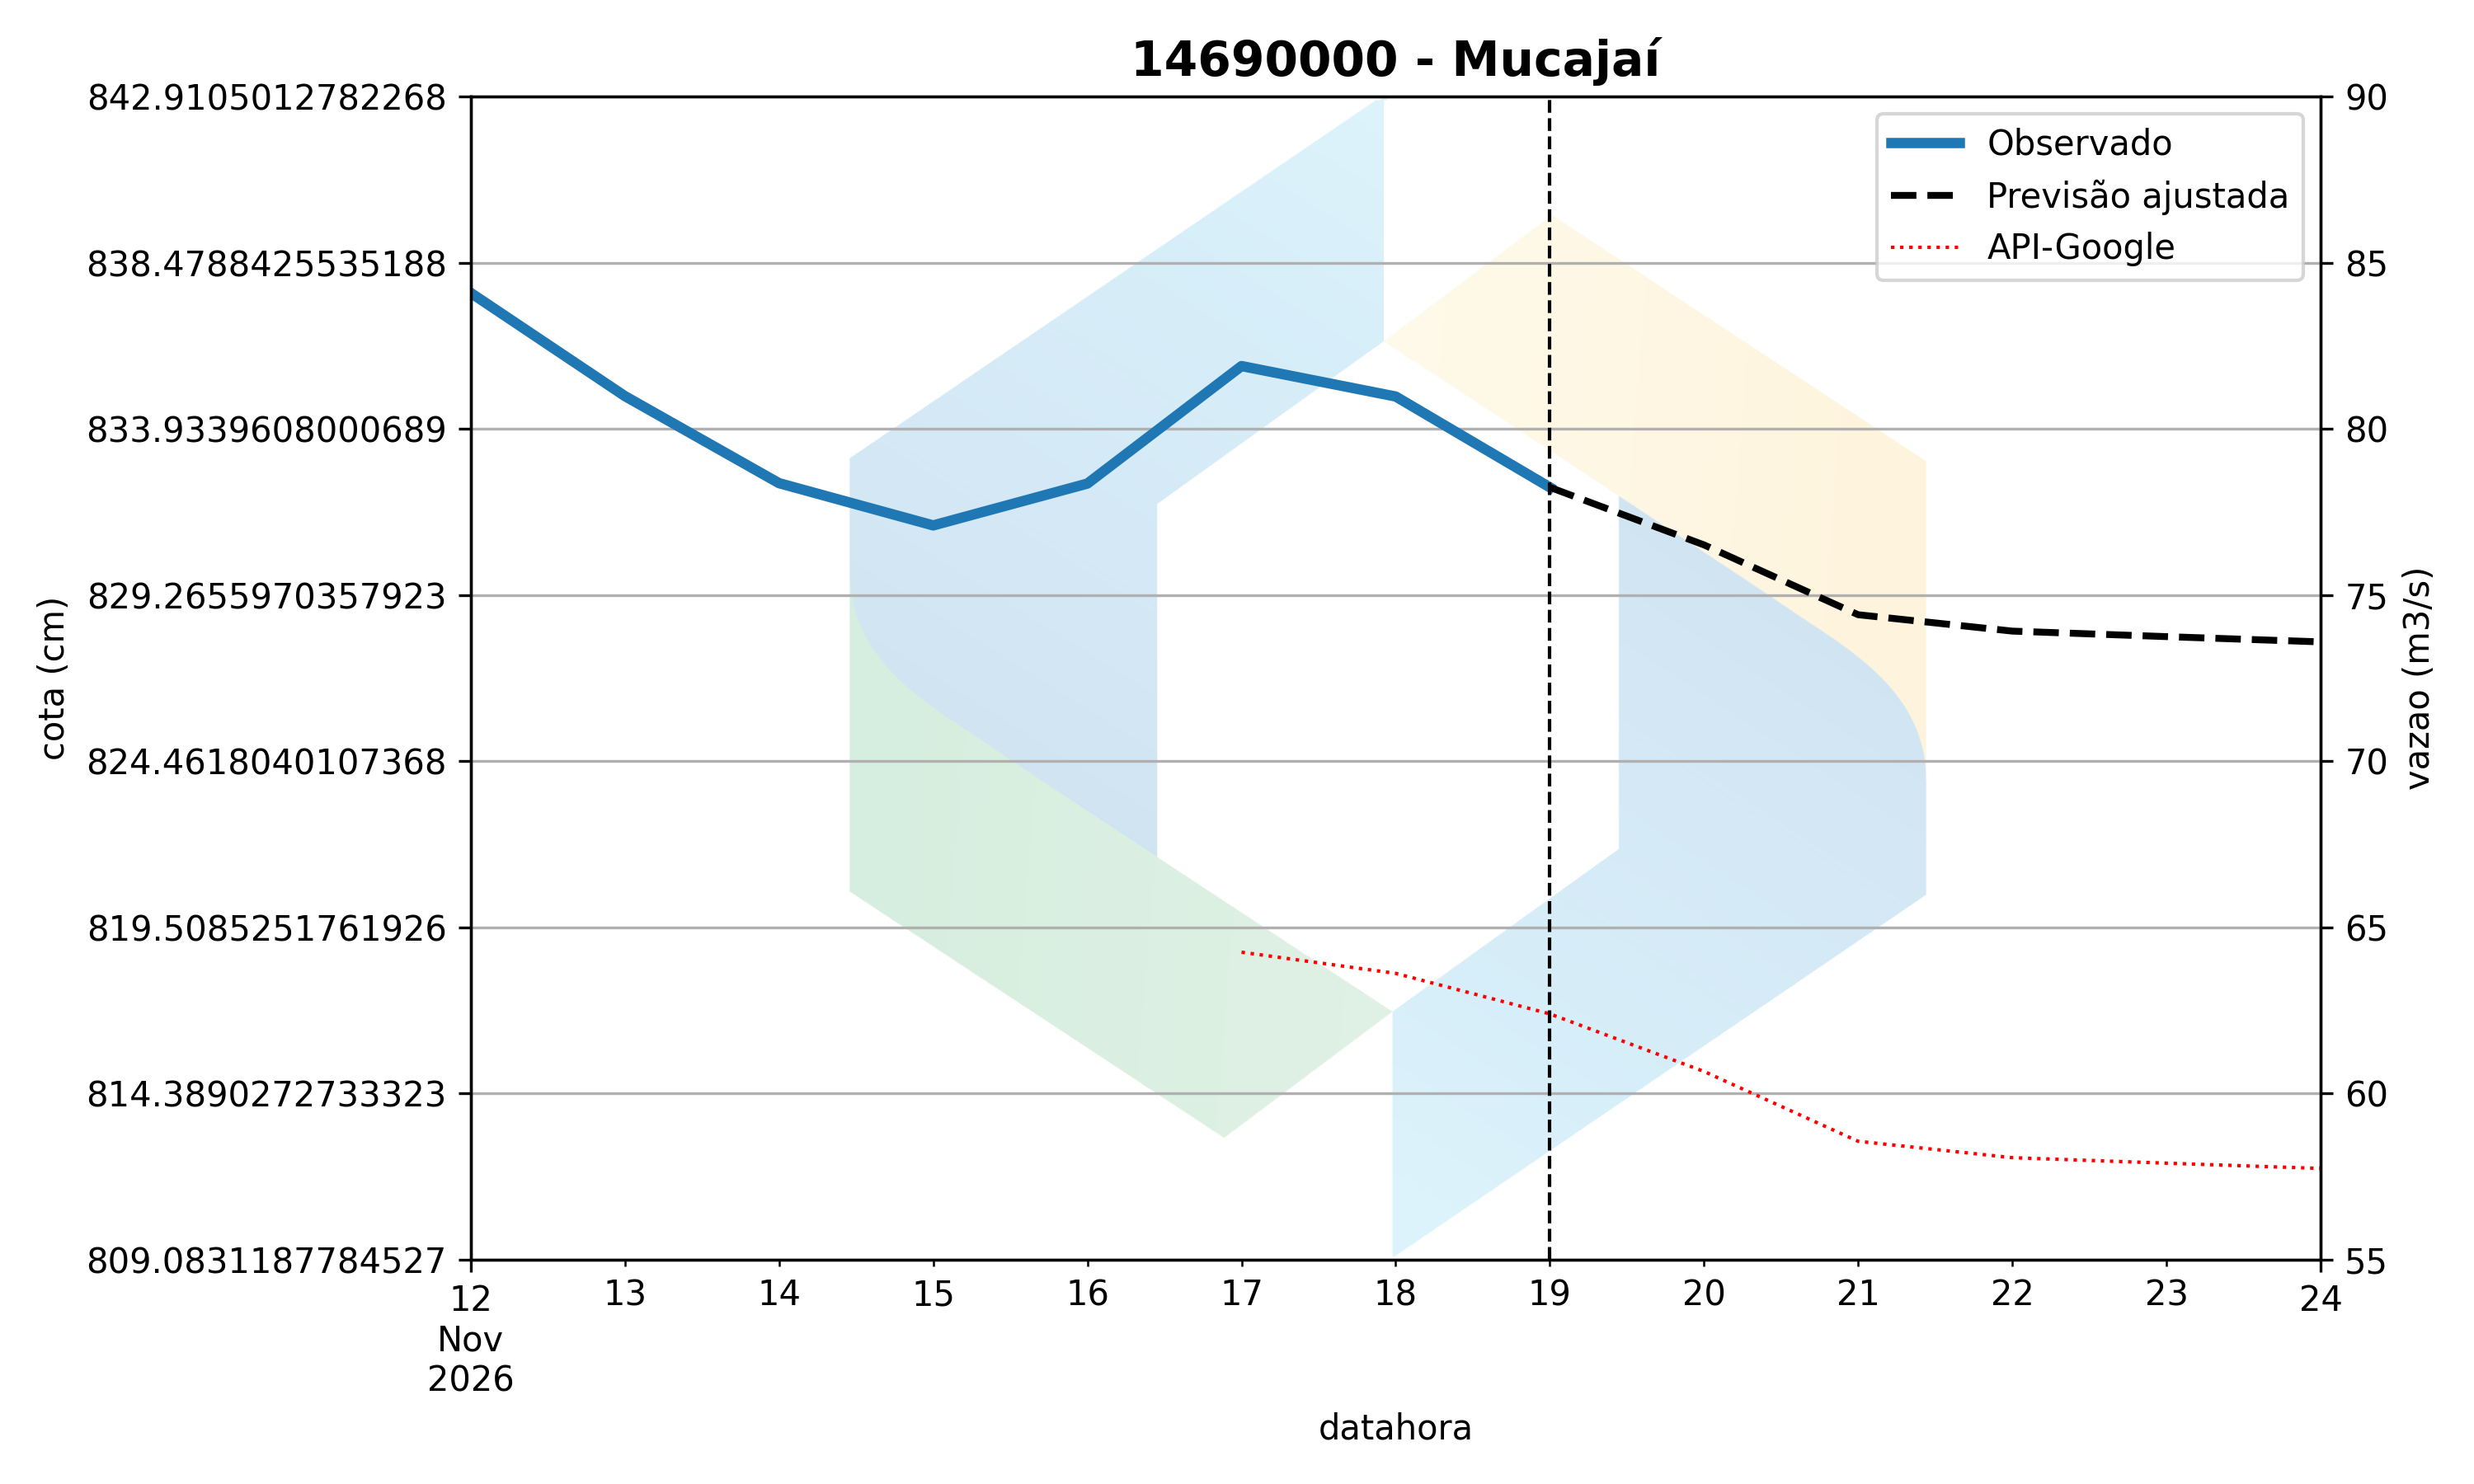 14690000 - Mucajaí
842.9105012782268
838.4788425535188
833.9339608000689
829.2655970357923
824.4618040107368
819.5085251761926
814.3890272733323
809.0831187784527
cota (cm)
90
85
80
75
70
65
60
55
vazao (m3/s)
Observado
Previsão ajustada
API-Google
12 13 14 15 16 17 18 19 20 21 22 23 24
Nov
2026
datahora